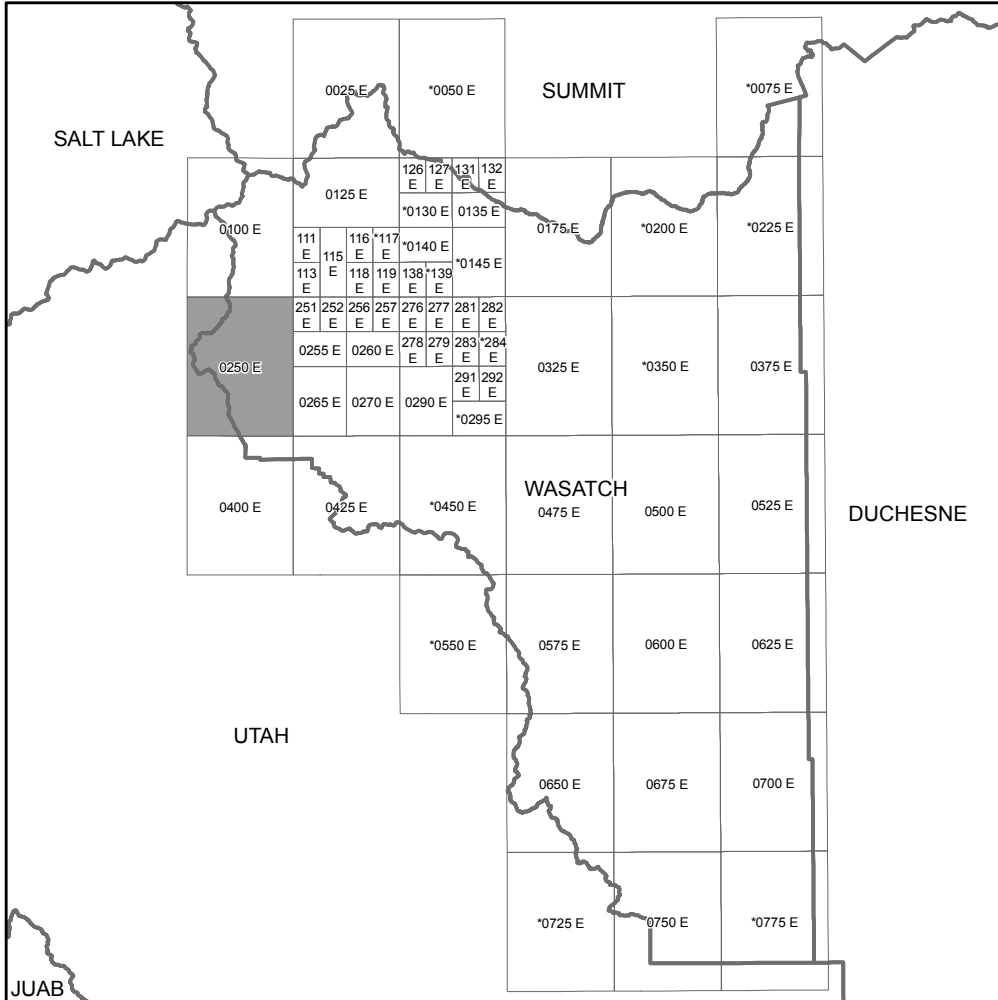 0025 E
*0050 E
SUMMIT
*0075 E
SALT LAKE
126
E
127
E
131
E
132
E
0125 E
*0130 E
0135 E
0100 E
0175 E
*0200 E
*0225 E
111
E
115
E
116
E
*117
E
*0140 E
*0145 E
113
E
118
E
119
E
138
E
*139
E
251
E
252
E
256
E
257
E
276
E
277
E
281
E
282
E
0250 E
0255 E
0260 E
278
E
279
E
283
E
*284
E
0325 E
*0350 E
0375 E
0265 E
0270 E
0290 E
291
E
292
E
*0295 E
WASATCH
0400 E
0425 E
*0450 E
0475 E
0500 E
0525 E
DUCHESNE
*0550 E
0575 E
0600 E
0625 E
UTAH
0650 E
0675 E
0700 E
*0725 E
0750 E
*0775 E
JUAB